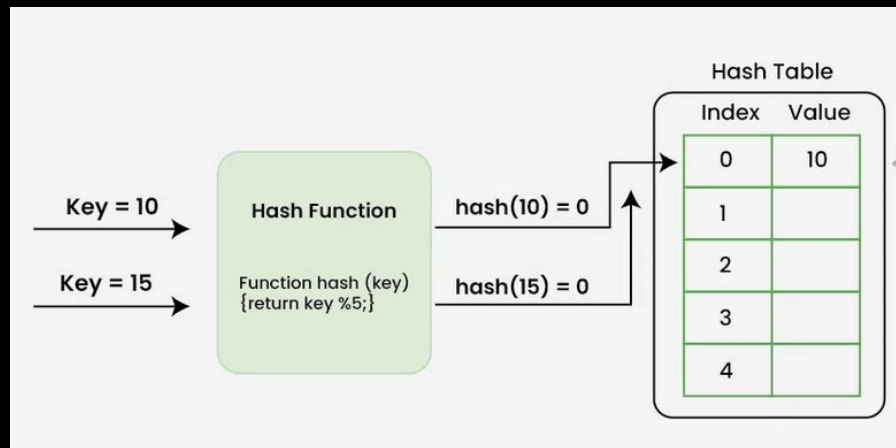 Hash Table
Index Value
0 10
1
2
3
4
Key = 10
Key = 15
Hash Function
Function hash (key)
{return key %5;}
hash(10) = 0
hash(15) = 0